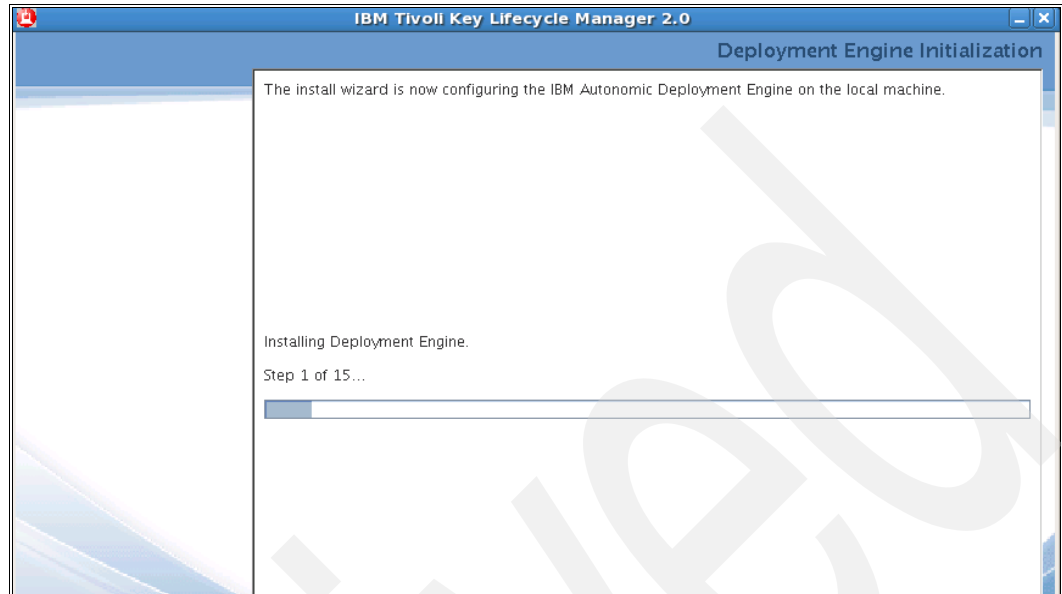 IBM Tivoli Key Lifecycle Manager 2.0
Deployment Engine Initialization
The install wizard is now configuring the IBM Autonomic Deployment Engine on the local machine.
Installing Deployment Engine.
Step 1 of 15...